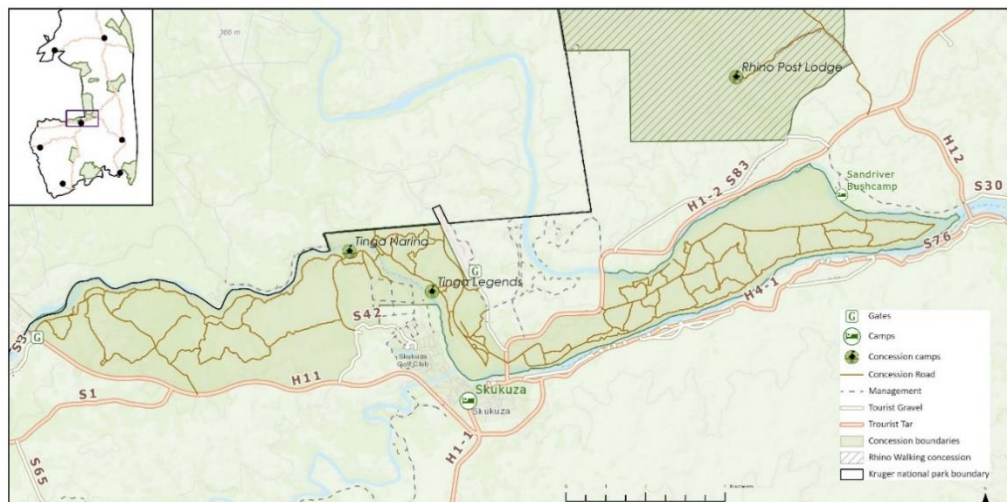 366 m
Rhino Post Lodge
H12
H1-2 S83
Sandriver
Bushcamp
S30
S76
Tinga Narina
G
Tinga Legends
H4-1
S42
S3
G
Skukuza
Golf Club
H11
S1
Skukuza
Skukuza
H1-1
S65
G Gates
Camps
Concession camps
Concession Road
Management
Tourist Gravel
Trourist Tar
Concession boundaries
Rhino Walking concession
Kruger national park boundary